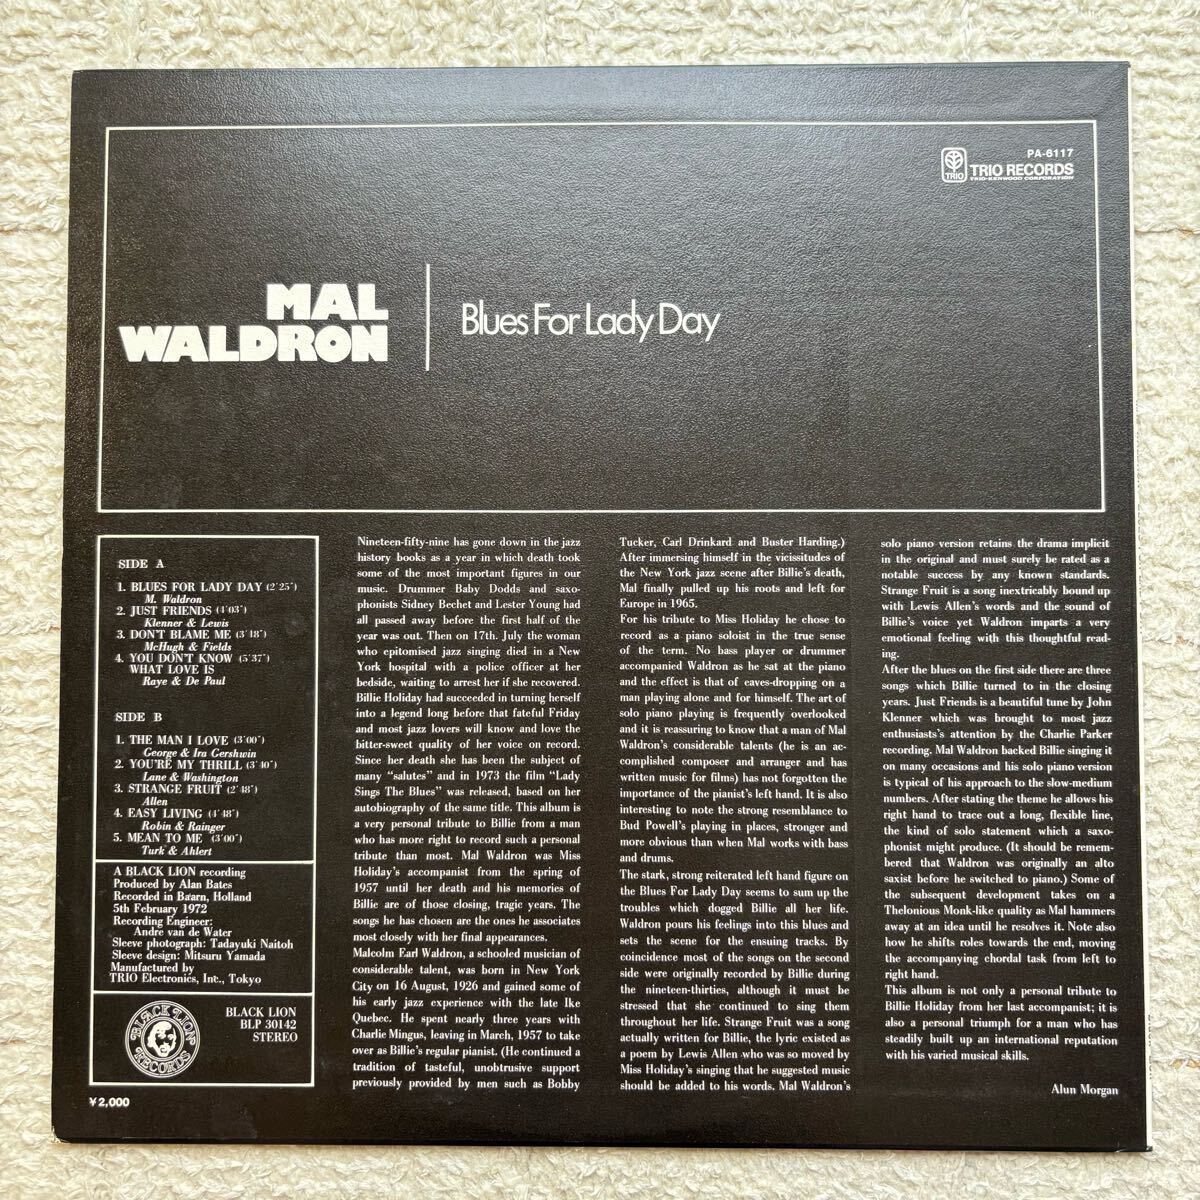 PA-6117
TRIO
TRIO RECORDS
TRIO-KENWOOD CORPORATION
MAL
WALDRON
Blues For Lady Day
SIDE A
1. BLUES FOR LADY DAY (2'25")
M. Waldron
2. JUST FRIENDS (4'03")
Klenner & Lewis
3. DON'T BLAME ME (3'48")
McHugh & Fields
4. YOU DON'T KNOW (5'37")
WHAT LOVE IS
Raye & De Paul
SIDE B
1. THE MAN I LOVE (3'00")
George & Ira Gershwin
2. YOU'RE MY THRILL (3'40")
Lane & Washington
3. STRANGE FRUIT (2'48")
Allen
4. EASY LIVING (4'48")
Robin & Rainger
5. MEAN TO ME (3'00")
Turk & Ahlert
A BLACK LION recording
Produced by Alan Bates
Recorded in Baarn, Holland
5th February 1972
Recording Engineer:
Andre van de Water
Sleeve photograph: Tadayuki Naitoh
Sleeve design: Mitsuru Yamada
Manufactured by
TRIO Electronics, Inc., Tokyo
BLACK LION
RECORDS
BLACK LION
BLP 30142
STEREO
¥2,000
Nineteen-fifty-nine has gone down in the jazz
history books as a year in which death took
some of the most important figures in our
music. Drummer Baby Dodds and saxo-
phonists Sidney Bechet and Lester Young had
all passed away before the first half of the
year was out. Then on 17th. July the woman
who epitomised jazz singing died in a New
York hospital with a police officer at her
bedside, waiting to arrest her if she recovered.
Billie Holiday had succeeded in turning herself
into a legend long before that fateful Friday
and most jazz lovers will know and love the
bitter-sweet quality of her voice on record.
Since her death she has been the subject of
many "salutes" and in 1973 the film "Lady
Sings The Blues" was released, based on her
autobiography of the same title. This album is
a very personal tribute to Billie from a man
who has more right to record such a personal
tribute than most. Mal Waldron was Miss
Holiday's accompanist from the spring of
1957 until her death and his memories of
Billie are of those closing, tragic years. The
songs he has chosen are the ones he associates
most closely with her final appearances.
Malcolm Earl Waldron, a schooled musician of
considerable talent, was born in New York
City on 16 August, 1926 and gained some of
his early jazz experience with the late Ike
Quebec. He spent nearly three years with
Charlie Mingus, leaving in March, 1957 to take
over as Billie's regular pianist. (He continued a
tradition of tasteful, unobtrusive support
previously provided by men such as Bobby
Tucker, Carl Drinkard and Buster Harding.)
After immersing himself in the vicissitudes of
the New York jazz scene after Billie's death,
Mal finally pulled up his roots and left for
Europe in 1965.
For his tribute to Miss Holiday he chose to
record as a piano soloist in the true sense
of the term. No bass player or drummer
accompanied Waldron as he sat at the piano
and the effect is that of eaves-dropping on a
man playing alone and for himself. The art of
solo piano playing is frequently overlooked
and it is reassuring to know that a man of Mal
Waldron's considerable talents (he is an ac-
complished composer and arranger and has
written music for films) has not forgotten the
importance of the pianist's left hand. It is also
interesting to note the strong resemblance to
Bud Powell's playing in places, stronger and
more obvious than when Mal works with bass
and drums.
The stark, strong reiterated left hand figure on
the Blues For Lady Day seems to sum up the
troubles which dogged Billie all her life.
Waldron pours his feelings into this blues and
sets the scene for the ensuing tracks. By
coincidence most of the songs on the second
side were originally recorded by Billie during
the nineteen-thirties, although it must be
stressed that she continued to sing them
throughout her life. Strange Fruit was a song
actually written for Billie, the lyric existed as
a poem by Lewis Allen who was so moved by
Miss Holiday's singing that he suggested music
should be added to his words. Mal Waldron's
solo piano version retains the drama implicit
in the original and must surely be rated as a
notable success by any known standards.
Strange Fruit is a song inextricably bound up
with Lewis Allen's words and the sound of
Billie's voice yet Waldron imparts a very
emotional feeling with this thoughtful read-
ing.
After the blues on the first side there are three
songs which Billie turned to in the closing
years. Just Friends is a beautiful tune by John
Klenner which was brought to most jazz
enthusiasts's attention by the Charlie Parker
recording. Mal Waldron backed Billie singing it
on many occasions and his solo piano version
is typical of his approach to the slow-medium
numbers. After stating the theme he allows his
right hand to trace out a long, flexible line,
the kind of solo statement which a saxo-
phonist might produce. (It should be remem-
bered that Waldron was originally an alto
saxist before he switched to piano.) Some of
the subsequent development takes on a
Thelonious Monk-like quality as Mal hammers
away at an idea until he resolves it. Note also
how he shifts roles towards the end, moving
the accompanying chordal task from left to
right hand.
This album is not only a personal tribute to
Billie Holiday from her last accompanist; it is
also a personal triumph for a man who has
steadily built up an international reputation
with his varied musical skills.
Alun Morgan